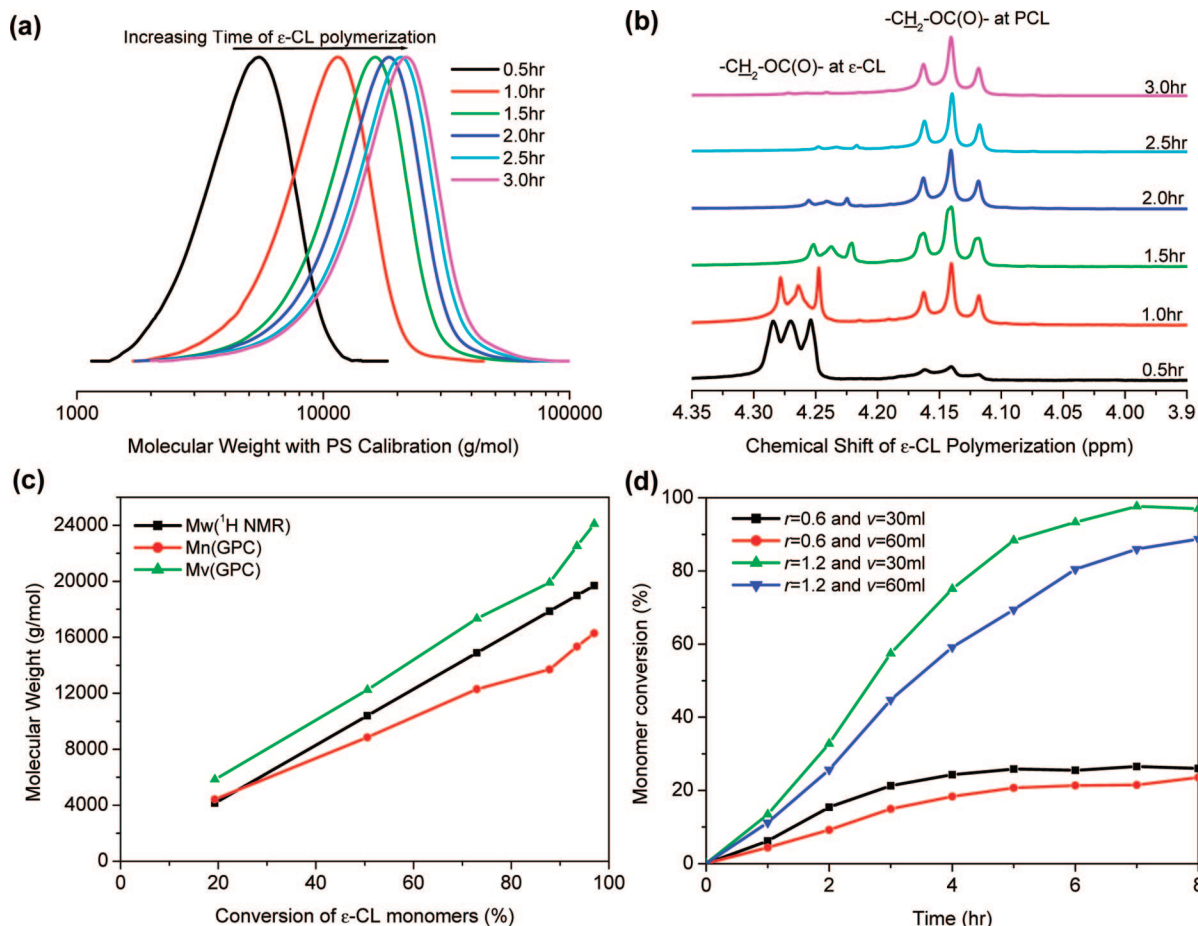 (a)
Increasing Time of ε-CL polymerization
0.5hr
1.0hr
1.5hr
2.0hr
2.5hr
3.0hr
1000 10000 100000
Molecular Weight with PS Calibration (g/mol)
(b)
-CH2-OC(O)- at PCL
-CH2-OC(O)- at ε-CL
3.0hr
2.5hr
2.0hr
1.5hr
1.0hr
0.5hr
4.35 4.30 4.25 4.20 4.15 4.10 4.05 4.00 3.9
Chemical Shift of ε-CL Polymerization (ppm)
(c)
Mw(1H NMR)
Mn(GPC)
Mv(GPC)
24000
20000
16000
12000
8000
4000
0
Molecular Weight (g/mol)
0 20 40 60 80 100
Conversion of ε-CL monomers (%)
(d)
r=0.6 and v=30ml
r=0.6 and v=60ml
r=1.2 and v=30ml
r=1.2 and v=60ml
100
80
60
40
20
0
Monomer conversion (%)
0 2 4 6 8
Time (hr)